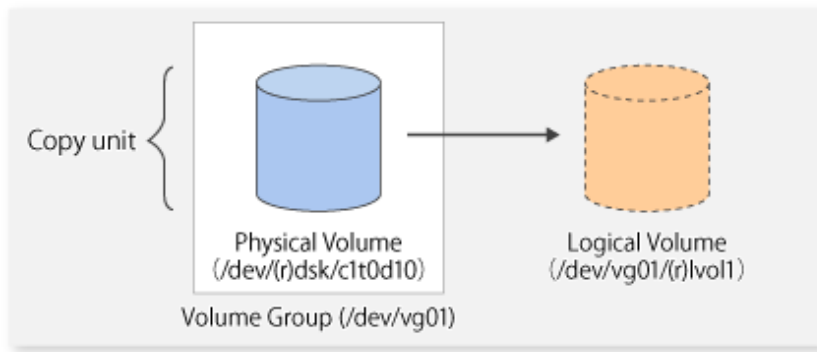 Copy unit
Physical Volume
(/dev/(r)dsk/c1t0d10)
Logical Volume
(/dev/vg01/(r)lvol1)
Volume Group (/dev/vg01)